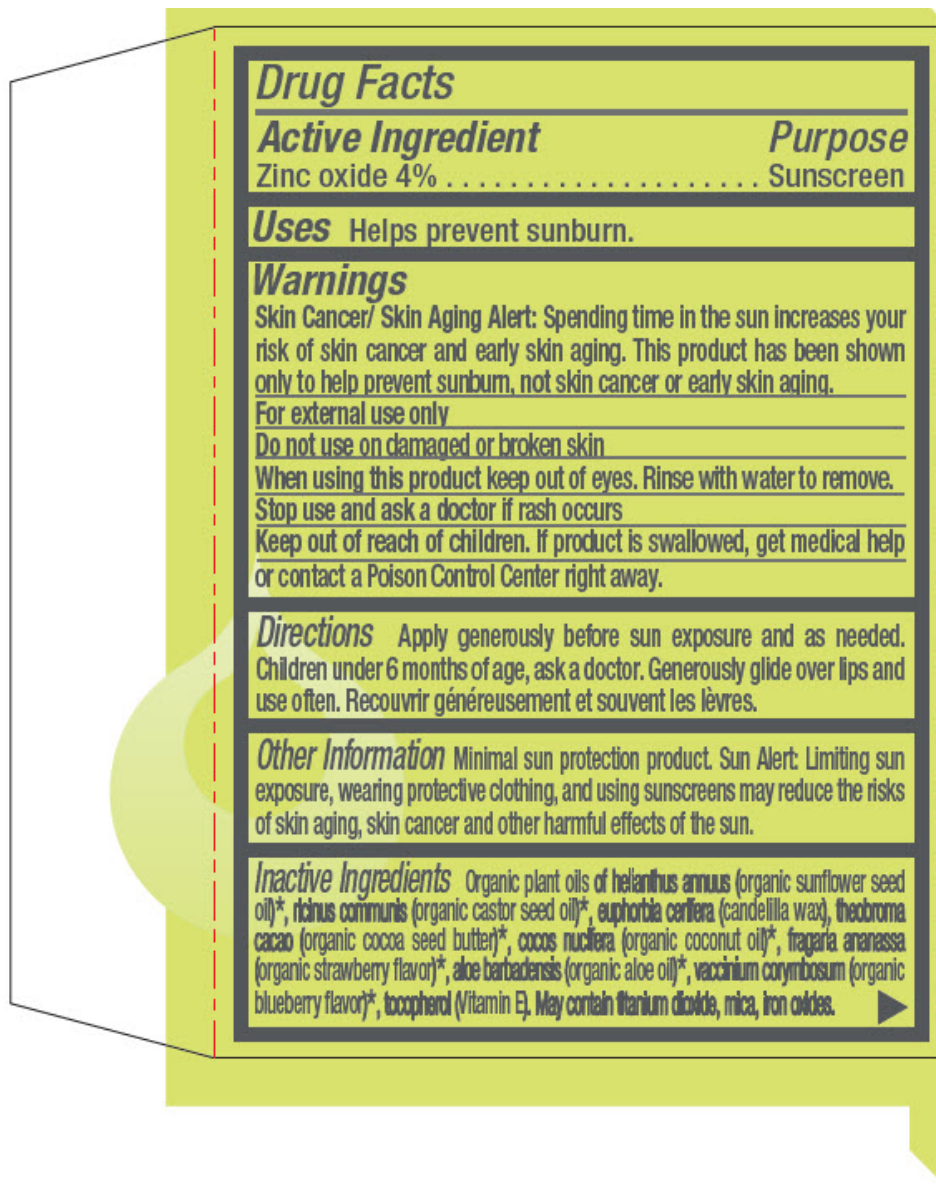 Drug Facts
Active Ingredient Purpose
Zinc oxide 4% . . . . . . . . . . . . . . . . . . . . . Sunscreen
Uses Helps prevent sunburn.
Warnings
Skin Cancer/ Skin Aging Alert: Spending time in the sun increases your
risk of skin cancer and early skin aging. This product has been shown
only to help prevent sunburn, not skin cancer or early skin aging.
For external use only
Do not use on damaged or broken skin
When using this product keep out of eyes. Rinse with water to remove.
Stop use and ask a doctor if rash occurs
Keep out of reach of children. If product is swallowed, get medical help
or contact a Poison Control Center right away.
Directions Apply generously before sun exposure and as needed.
Children under 6 months of age, ask a doctor. Generously glide over lips and
use often. Recouvrir généreusement et souvent les lèvres.
Other Information Minimal sun protection product. Sun Alert: Limiting sun
exposure, wearing protective clothing, and using sunscreens may reduce the risks
of skin aging, skin cancer and other harmful effects of the sun.
Inactive Ingredients Organic plant oils of helianthus annuus (organic sunflower seed
oil)*, ricinus communis (organic castor seed oil)*, euphorbia cerifera (candelilla wax), theobroma
cacao (organic cocoa seed butter)*, cocos nucifera (organic coconut oil)*, fragaria ananassa
(organic strawberry flavor)*, aloe barbadensis (organic aloe oil)*, vaccinium corymbosum (organic
blueberry flavor)*, tocopherol (Vitamin E). May contain titanium dioxide, mica, iron oxides.